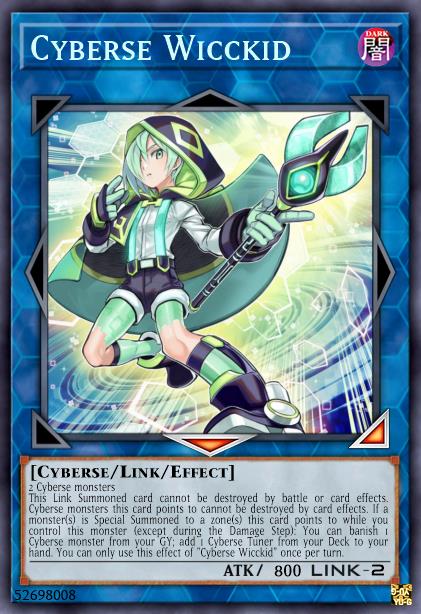 Cyberse Wicckid
DARK
闇
[Cyberse/Link/Effect]
2 Cyberse monsters
This Link Summoned card cannot be destroyed by battle or card effects.
Cyberse monsters this card points to cannot be destroyed by card effects. If a
monster(s) is Special Summoned to a zone(s) this card points to while you
control this monster (except during the Damage Step): You can banish 1
Cyberse monster from your GY; add 1 Cyberse Tuner from your Deck to your
hand. You can only use this effect of "Cyberse Wicckid" once per turn.
ATK/ 800 LINK-2
52698008